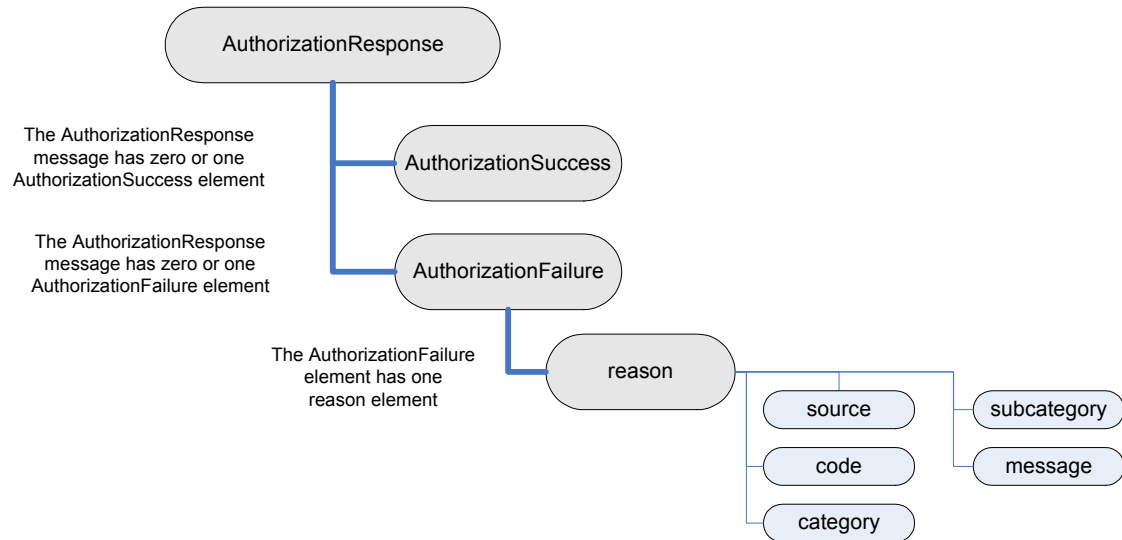 AuthorizationResponse
The AuthorizationResponse
message has zero or one
AuthorizationSuccess element
AuthorizationSuccess
The AuthorizationResponse
message has zero or one
AuthorizationFailure element
AuthorizationFailure
The AuthorizationFailure
element has one
reason element
reason
source
subcategory
code
message
category